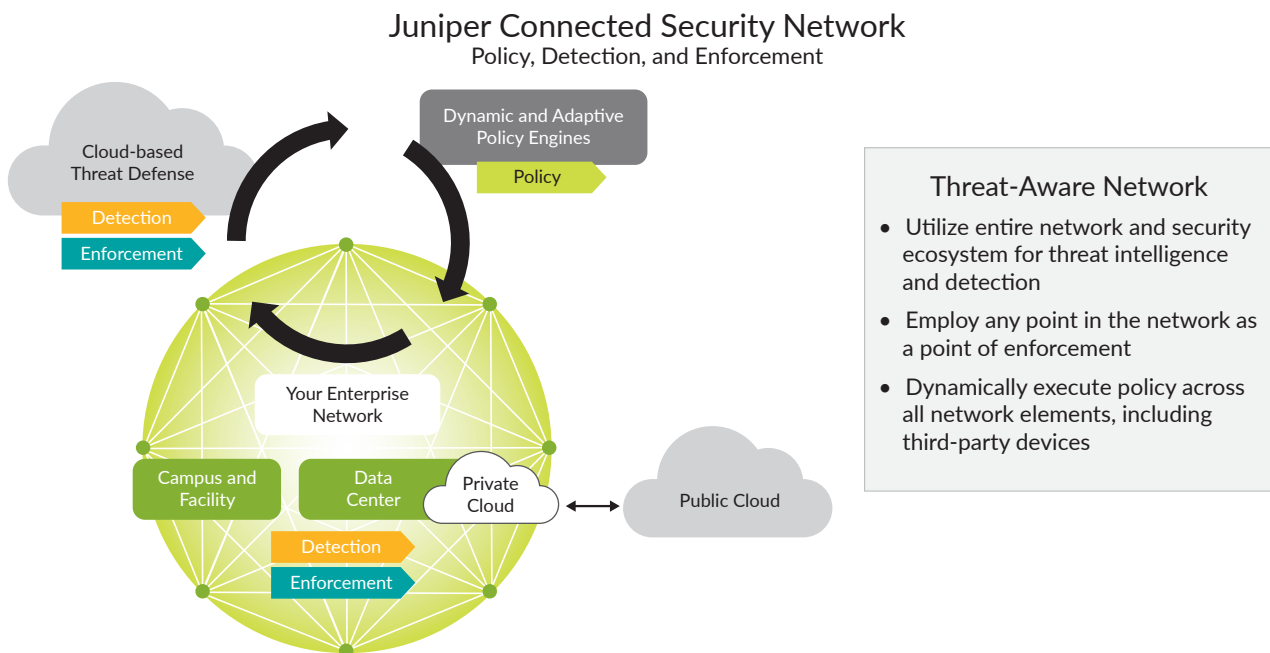 Juniper Connected Security Network
Policy, Detection, and Enforcement
Cloud-based
Threat Defense
Detection
Enforcement
Dynamic and Adaptive
Policy Engines
Policy
Your Enterprise
Network
Campus and
Facility
Data
Center
Private
Cloud
Detection
Enforcement
Public Cloud
Threat-Aware Network
• Utilize entire network and security
ecosystem for threat intelligence
and detection
• Employ any point in the network as
a point of enforcement
• Dynamically execute policy across
all network elements, including
third-party devices